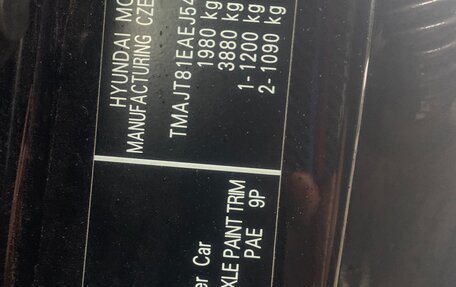 HYUNDAI MO
MANUFACTURING CZE
TMAJT81EAEJ54
1980 kg
3880 kg
1- 1200 kg
2- 1090 kg
er Car
XLE PAINT TRIM
PAE 9P